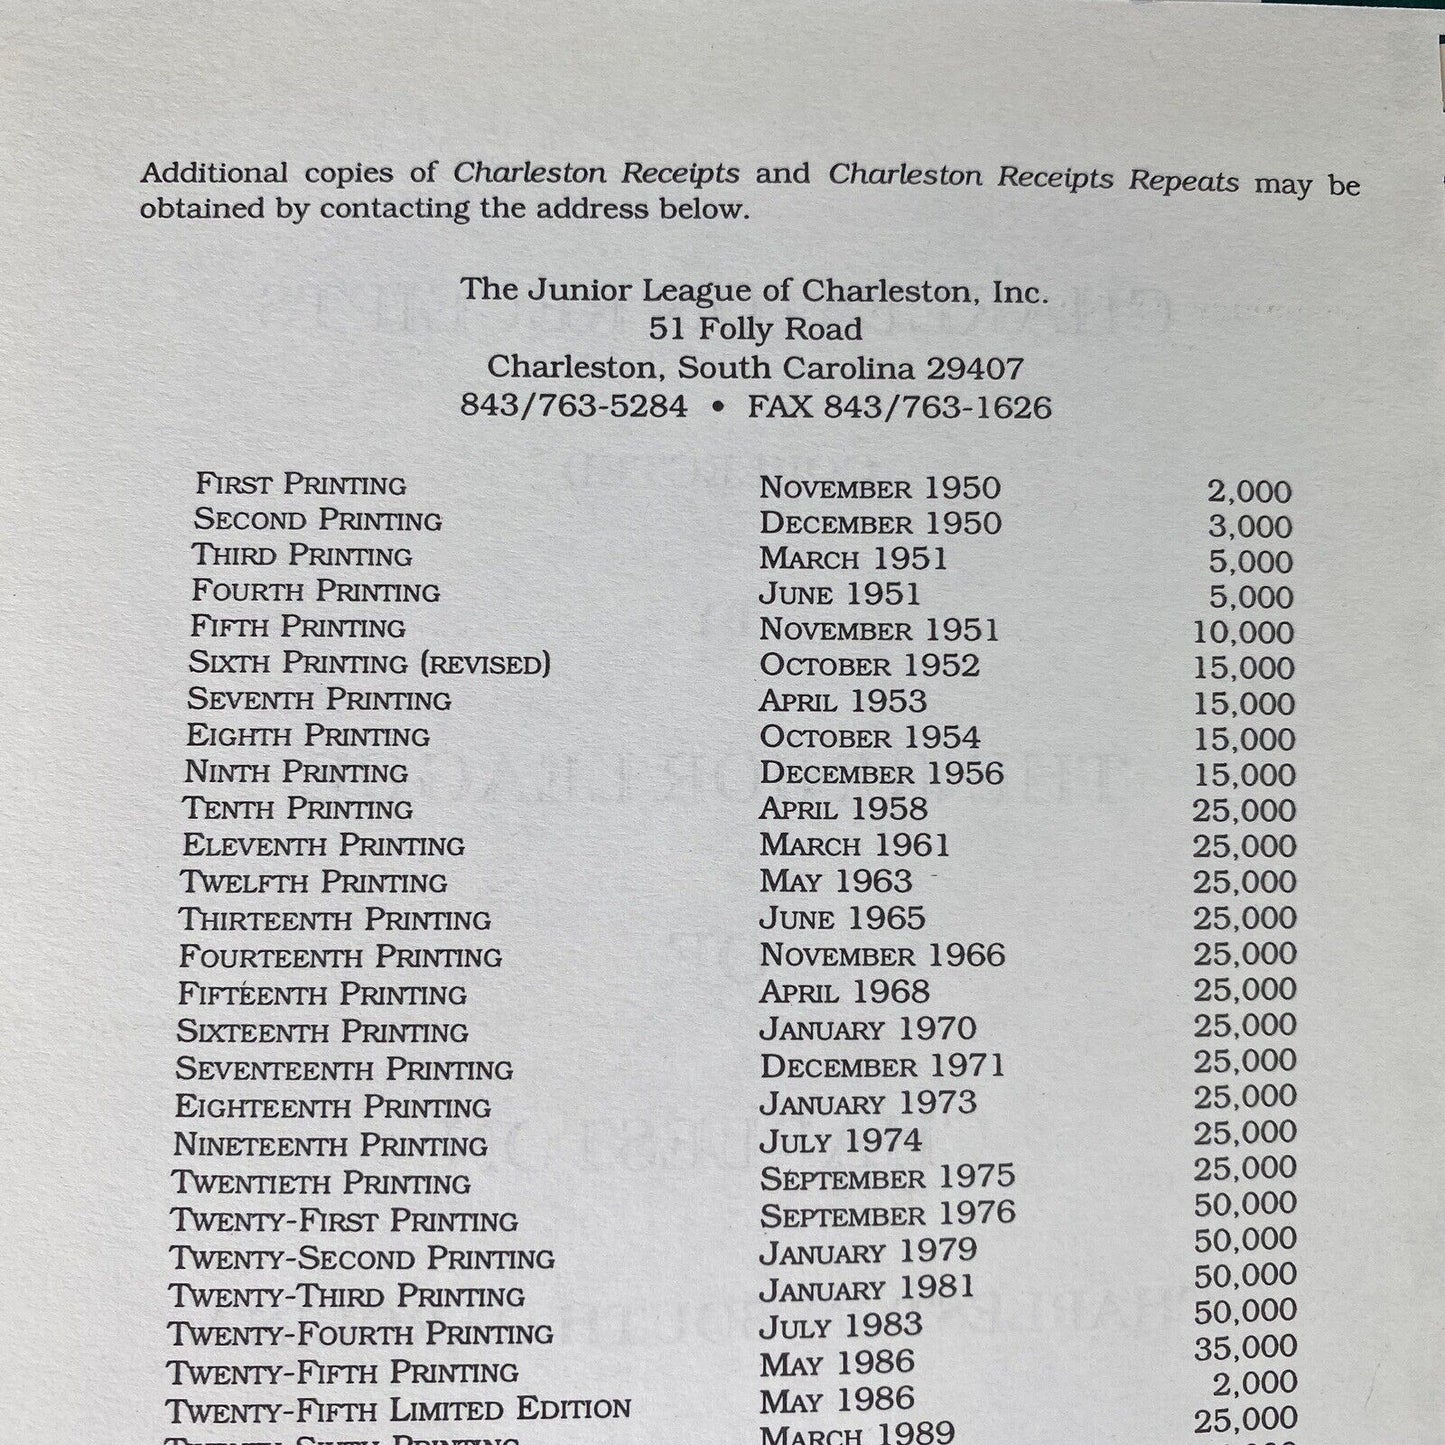 Additional copies of Charleston Receipts and Charleston Receipts Repeats may be
obtained by contacting the address below.
The Junior League of Charleston, Inc.
51 Folly Road
Charleston, South Carolina 29407
843/763-5284 • FAX 843/763-1626
FIRST PRINTING NOVEMBER 1950 2,000
SECOND PRINTING DECEMBER 1950 3,000
THIRD PRINTING MARCH 1951 5,000
FOURTH PRINTING JUNE 1951 5,000
FIFTH PRINTING NOVEMBER 1951 10,000
SIXTH PRINTING (REVISED) OCTOBER 1952 15,000
SEVENTH PRINTING APRIL 1953 15,000
EIGHTH PRINTING OCTOBER 1954 15,000
NINTH PRINTING DECEMBER 1956 15,000
TENTH PRINTING APRIL 1958 25,000
ELEVENTH PRINTING MARCH 1961 25,000
TWELFTH PRINTING MAY 1963 25,000
THIRTEENTH PRINTING JUNE 1965 25,000
FOURTEENTH PRINTING NOVEMBER 1966 25,000
FIFTEENTH PRINTING APRIL 1968 25,000
SIXTEENTH PRINTING JANUARY 1970 25,000
SEVENTEENTH PRINTING DECEMBER 1971 25,000
EIGHTEENTH PRINTING JANUARY 1973 25,000
NINETEENTH PRINTING JULY 1974 25,000
TWENTIETH PRINTING SEPTEMBER 1975 25,000
TWENTY-FIRST PRINTING SEPTEMBER 1976 50,000
TWENTY-SECOND PRINTING JANUARY 1979 50,000
TWENTY-THIRD PRINTING JANUARY 1981 50,000
TWENTY-FOURTH PRINTING JULY 1983 50,000
TWENTY-FIFTH PRINTING MAY 1986 35,000
TWENTY-FIFTH LIMITED EDITION MAY 1986 2,000
TWENTY-SIXTH PRINTING MARCH 1989 25,000